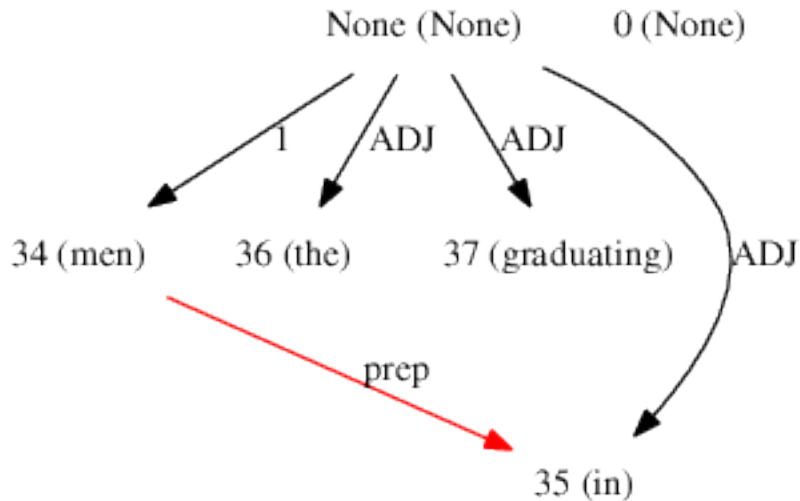 None (None) 0 (None)
1 ADJ ADJ
34 (men) 36 (the) 37 (graduating) ADJ
prep
35 (in)